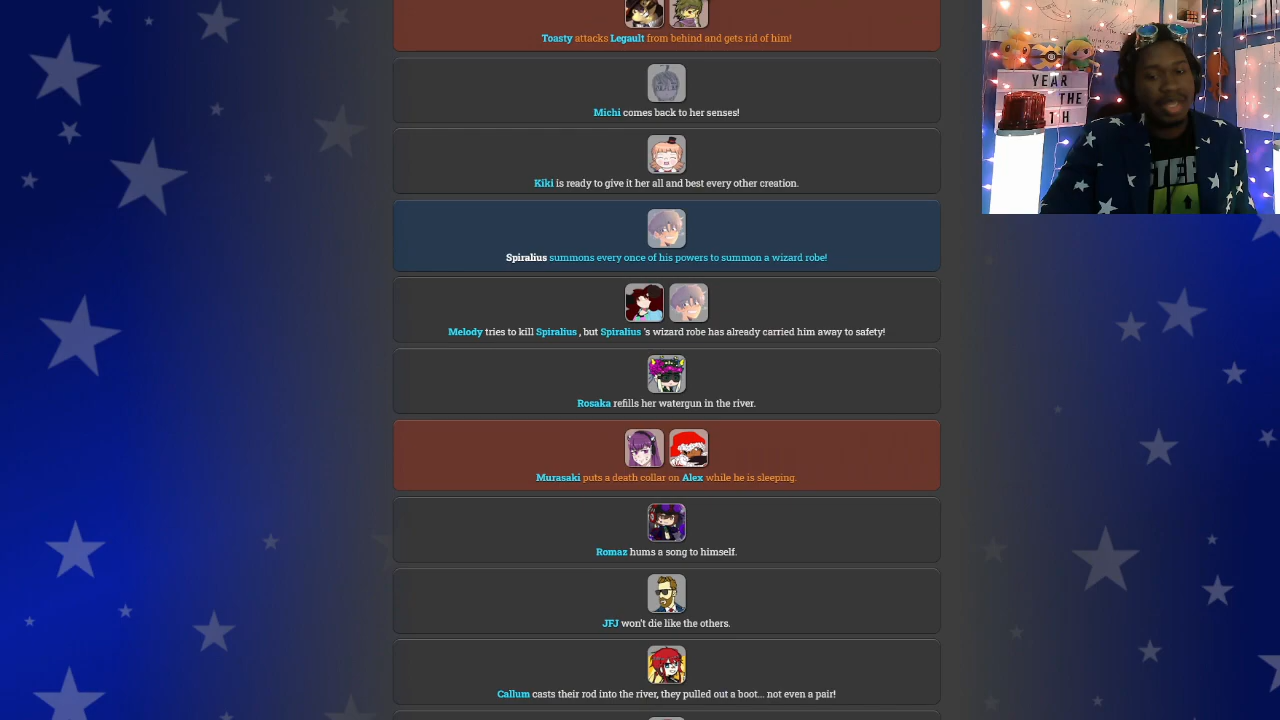 Toasty attacks Legault from behind and gets rid of him!
Michi comes back to her senses!
Kiki is ready to give it her all and best every other creation.
Spiralius summons every once of his powers to summon a wizard robe!
Melody tries to kill Spiralius , but Spiralius 's wizard robe has already carried him away to safety!
Rosaka refills her watergun in the river.
Murasaki puts a death collar on Alex while he is sleeping.
Romaz hums a song to himself.
JFJ won't die like the others.
Callum casts their rod into the river, they pulled out a boot... not even a pair!
YEAR
THE
TH
STEP